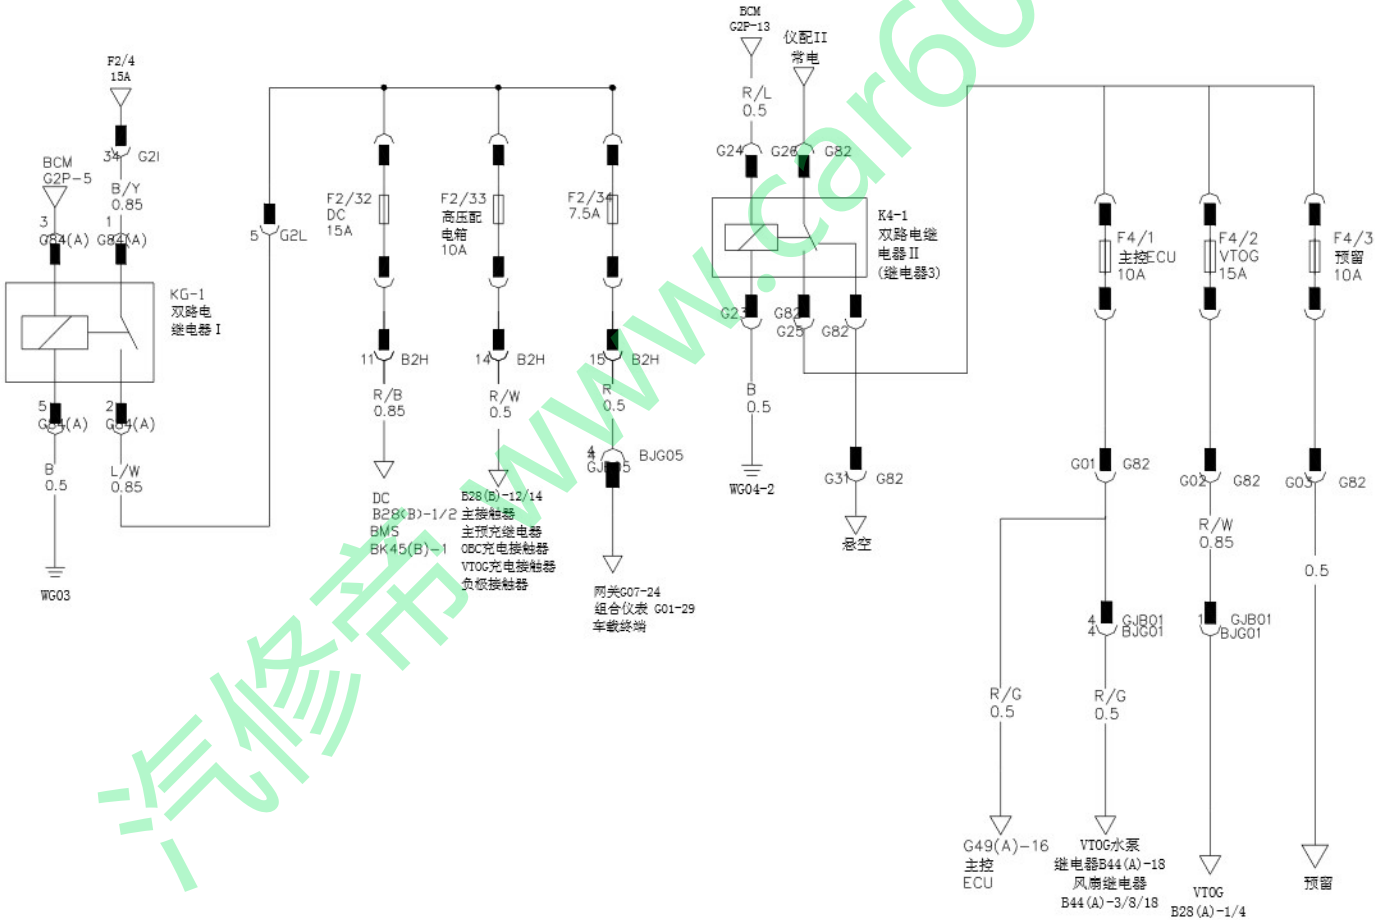 F2/4
15A
34 G2I
BCM
G2P-5
B/Y
0.85
3
1
G84(A)
G84(A)
KG-1
双路电
继电器Ⅰ
5
2
G84(A)
G84(A)
B
0.5
L/W
0.85
WG03
5 G2L
F2/32
DC
15A
F2/33
高压配
电箱
10A
F2/34
7.5A
11 B2H
14 B2H
15 B2H
R/B
0.85
R/W
0.5
R
0.5
4
4
GJB05
BJG05
DC
B28(B)-1/2
BMS
BK45(B)-1
B28(B)-12/14
主接触器
主预充继电器
OBC充电接触器
VTOG充电接触器
负极接触器
网关G07-24
组合仪表 G01-29
车载终端
BCM
G2P-13
仪配II
常电
R/L
0.5
G24
G26
G82
K4-1
双路电继
电器Ⅱ
(继电器3)
G23
G82
G25
G82
B
0.5
WG04-2
G31 G82
悬空
F4/1
主控ECU
10A
F4/2
VTOG
15A
F4/3
预留
10A
G01 G82
G02 G82
G03 G82
R/W
0.85
0.5
4 GJB01
4 BJG01
1 GJB01
BJG01
R/G
0.5
R/G
0.5
G49(A)-16
主控
ECU
VTOG水泵
继电器B44(A)-18
风扇继电器
B44(A)-3/8/18
VTOG
B28(A)-1/4
预留
汽修帝 www.car60